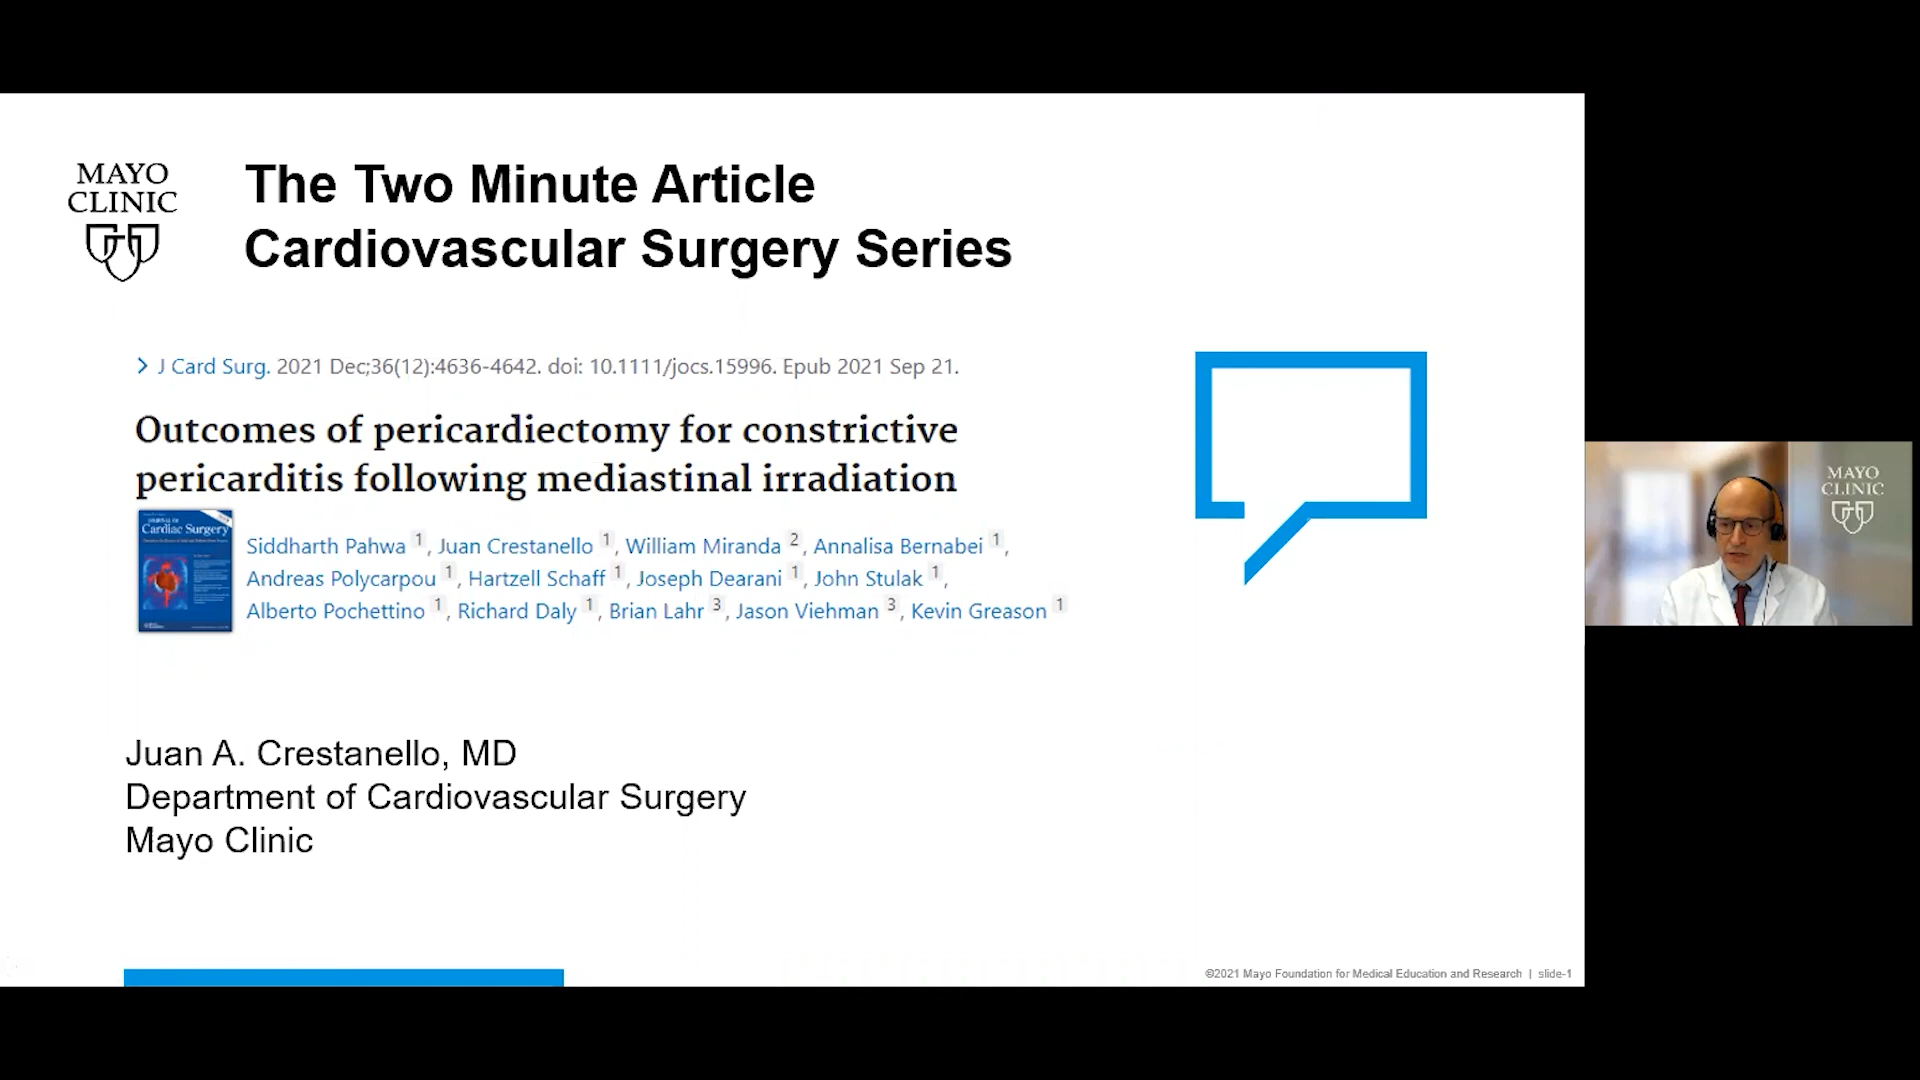 MAYO
CLINIC
The Two Minute Article
Cardiovascular Surgery Series
J Card Surg. 2021 Dec;36(12):4636-4642. doi: 10.1111/jocs.15996. Epub 2021 Sep 21.
Outcomes of pericardiectomy for constrictive
pericarditis following mediastinal irradiation
JOURNAL OF
Cardiac Surgery
Siddharth Pahwa 1, Juan Crestanello 1, William Miranda 2, Annalisa Bernabei 1,
Andreas Polycarpou 1, Hartzell Schaff 1, Joseph Dearani 1, John Stulak 1,
Alberto Pochettino 1, Richard Daly 1, Brian Lahr 3, Jason Viehman 3, Kevin Greason 1
Juan A. Crestanello, MD
Department of Cardiovascular Surgery
Mayo Clinic
©2021 Mayo Foundation for Medical Education and Research | slide-1
MAYO
CLINIC